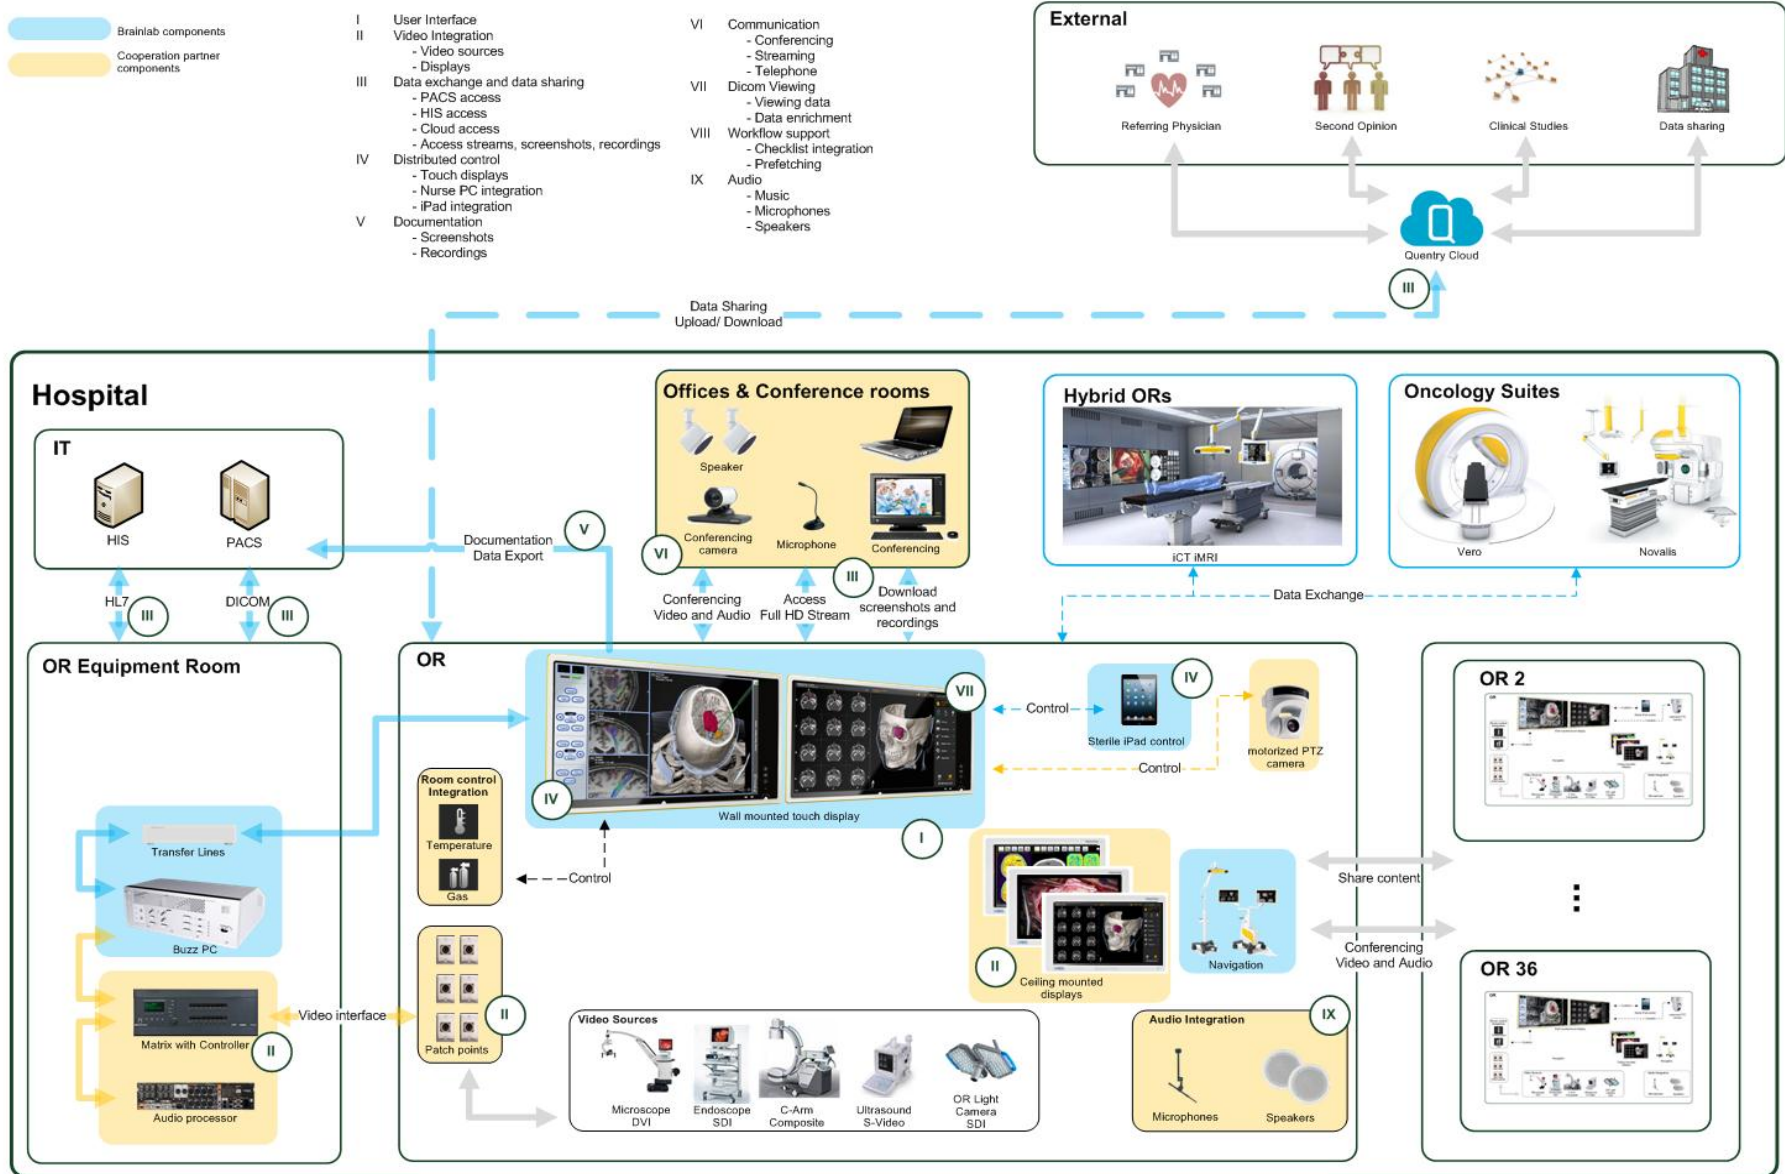 Brainlab components
Cooperation partner
components
I User Interface
II Video Integration
- Video sources
- Displays
III Data exchange and data sharing
- PACS access
- HIS access
- Cloud access
- Access streams, screenshots, recordings
IV Distributed control
- Touch displays
- Nurse PC integration
- iPad integration
V Documentation
- Screenshots
- Recordings
VI Communication
- Conferencing
- Streaming
- Telephone
VII Dicom Viewing
- Viewing data
- Data enrichment
VIII Workflow support
- Checklist integration
- Prefetching
IX Audio
- Music
- Microphones
- Speakers
External
Referring Physician
Second Opinion
Clinical Studies
Data sharing
Quentry Cloud
III
Data Sharing
Upload/ Download
Hospital
IT
HIS
PACS
HL7
III
DICOM
III
Documentation
Data Export
V
Offices & Conference rooms
Speaker
Conferencing
camera
Microphone
Conferencing
VI
III
Conferencing
Video and Audio
Access
Full HD Stream
Download
screenshots and
recordings
Hybrid ORs
iCT iMRI
Oncology Suites
Vero
Novalis
Data Exchange
OR Equipment Room
Transfer Lines
Buzz PC
Matrix with Controller
II
Audio processor
Video interface
OR
VII
IV
Wall mounted touch display
I
Control
Sterile iPad control
IV
Control
motorized PTZ
camera
Room control
Integration
Temperature
Gas
Control
Patch points
II
II
Ceiling mounted
displays
Navigation
Video Sources
Microscope
DVI
Endoscope
SDI
C-Arm
Composite
Ultrasound
S-Video
OR Light
Camera
SDI
Audio Integration
IX
Microphones
Speakers
Share content
Conferencing
Video and Audio
OR 2
OR 36